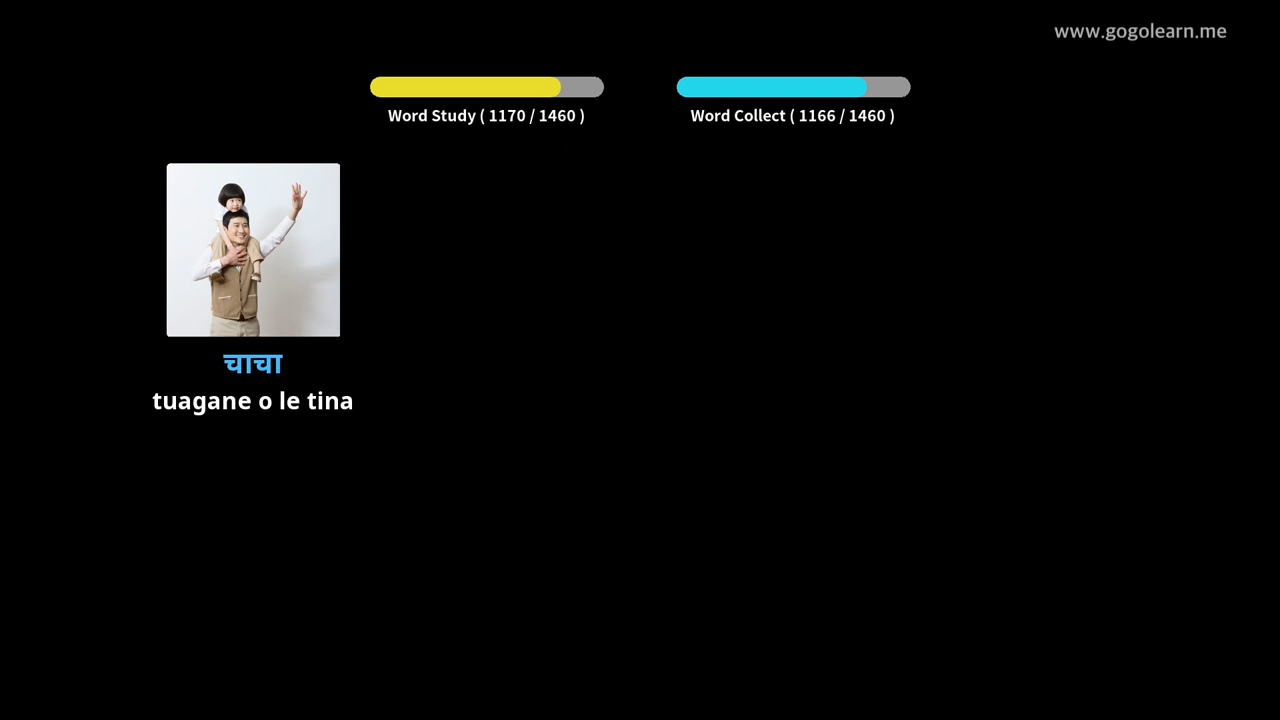 www.gogolearn.me
Word Study ( 1170 / 1460 )
Word Collect ( 1166 / 1460 )
चाचा
tuagane o le tina